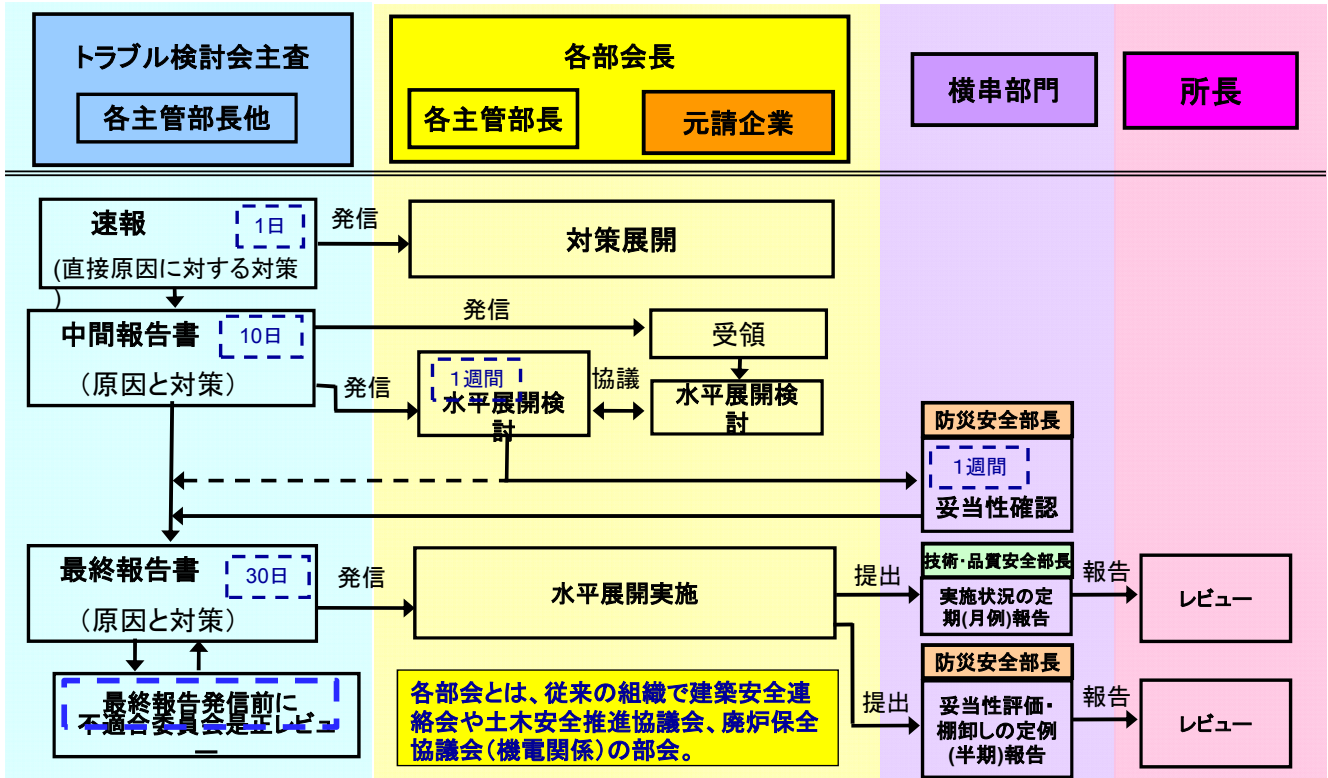 トラブル検討会主査
各主管部長他
各部会長
各主管部長
元請企業
横串部門
所長
速報
1日
(直接原因に対する対策
)
発信
対策展開
中間報告書
10日
(原因と対策)
発信
受領
発信
1週間
水平展開検
討
協議
水平展開検
討
防災安全部長
1週間
妥当性確認
最終報告書
30日
(原因と対策)
発信
水平展開実施
提出
技術・品質安全部長
実施状況の定
期(月例)報告
報告
レビュー
最終報告発信前に
不適合委員会是正レビュ
ー
各部会とは、従来の組織で建築安全連
絡会や土木安全推進協議会、廃炉保全
協議会(機電関係)の部会。
提出
防災安全部長
妥当性評価・
棚卸しの定例
(半期)報告
報告
レビュー